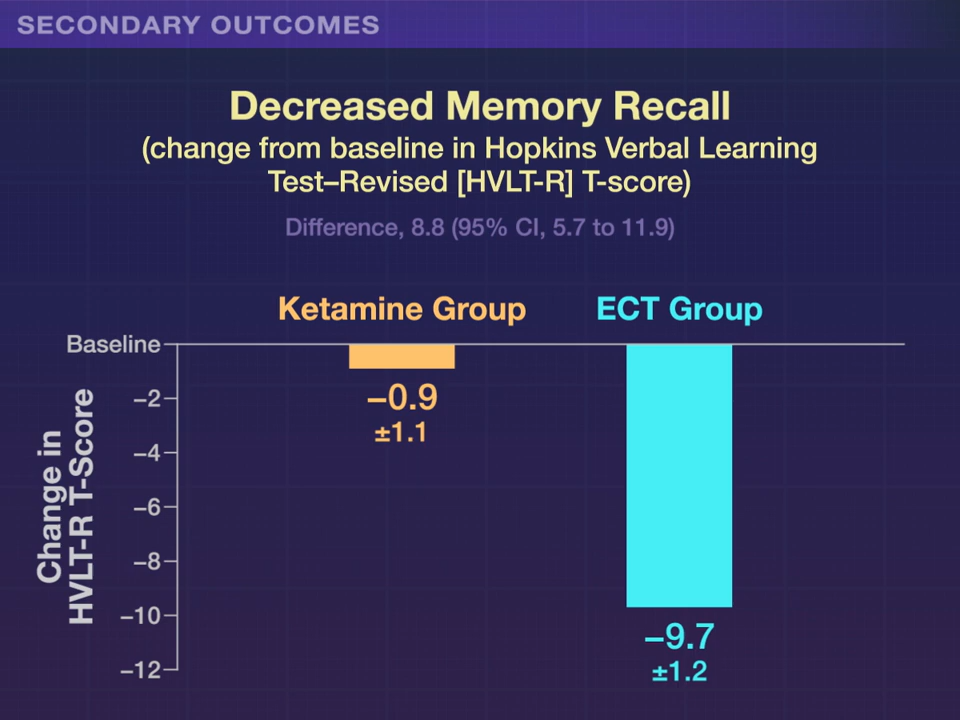 SECONDARY OUTCOMES
Decreased Memory Recall
(change from baseline in Hopkins Verbal Learning
Test–Revised [HVLT-R] T-score)
Difference, 8.8 (95% CI, 5.7 to 11.9)
Ketamine Group
ECT Group
Baseline
–2
–4
–6
–8
–10
–12
Change in
HVLT-R T-Score
–0.9
±1.1
–9.7
±1.2